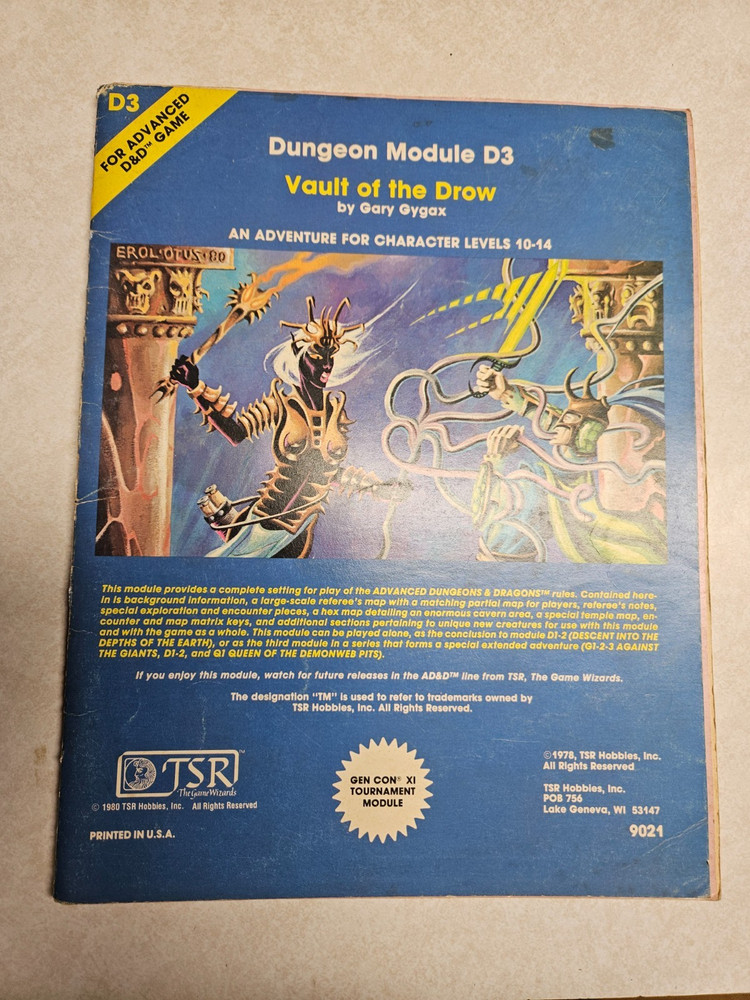 D3
FOR ADVANCED
D&D™ GAME
Dungeon Module D3
Vault of the Drow
by Gary Gygax
AN ADVENTURE FOR CHARACTER LEVELS 10-14
EROL·OTUS·80
This module provides a complete setting for play of the ADVANCED DUNGEONS & DRAGONS™ rules. Contained here-
in is background information, a large-scale referee's map with a matching partial map for players, referee's notes,
special exploration and encounter pieces, a hex map detailing an enormous cavern area, a special temple map, en-
counter and map matrix keys, and additional sections pertaining to unique new creatures for use with this module
and with the game as a whole. This module can be played alone, as the conclusion to module D1-2 (DESCENT INTO THE
DEPTHS OF THE EARTH), or as the third module in a series that forms a special extended adventure (G1-2-3 AGAINST
THE GIANTS, D1-2, and Q1 QUEEN OF THE DEMONWEB PITS).
If you enjoy this module, watch for future releases in the AD&D™ line from TSR, The Game Wizards.
The designation "TM" is used to refer to trademarks owned by
TSR Hobbies, Inc. All Rights Reserved.
TSR™
The Game Wizards
© 1980 TSR Hobbies, Inc. All Rights Reserved
PRINTED IN U.S.A.
GEN CON® XI
TOURNAMENT
MODULE
©1978, TSR Hobbies, Inc.
All Rights Reserved
TSR Hobbies, Inc.
POB 756
Lake Geneva, WI 53147
9021